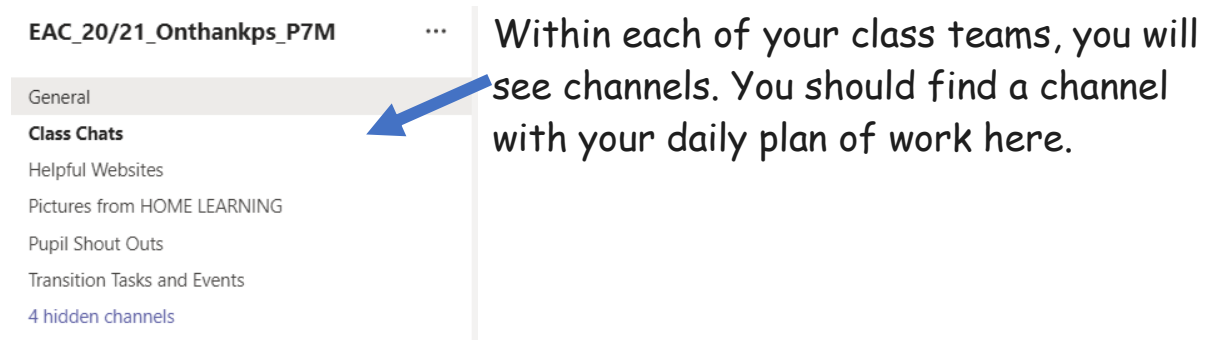 EAC_20/21_Onthankps_P7M ...
General
Class Chats
Helpful Websites
Pictures from HOME LEARNING
Pupil Shout Outs
Transition Tasks and Events
4 hidden channels
Within each of your class teams, you will
see channels. You should find a channel
with your daily plan of work here.